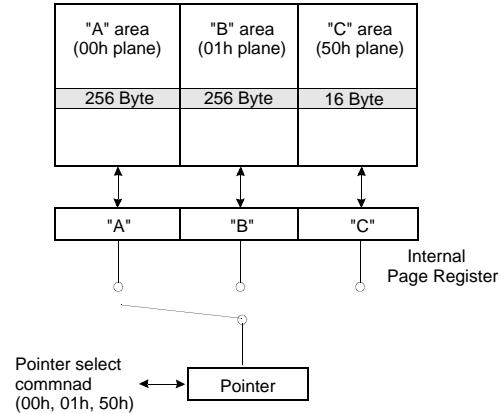 "A" area
(00h plane)
"B" area
(01h plane)
"C" area
(50h plane)
256 Byte
256 Byte
16 Byte
"A"
"B"
"C"
Internal
Page Register
Pointer select
commnad
(00h, 01h, 50h)
Pointer